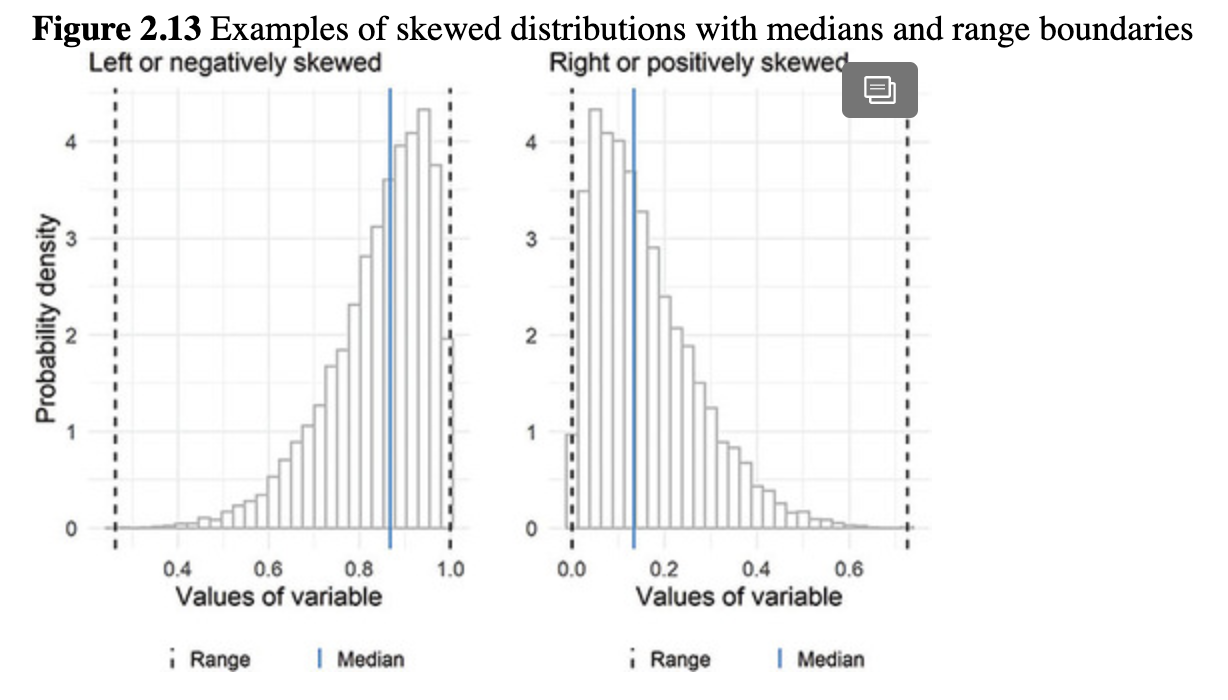 Figure 2.13 Examples of skewed distributions with medians and range boundaries
Left or negatively skewed
Right or positively skewed
Probability density
4
3
2
1
0
0.4 0.6 0.8 1.0
Values of variable
Range Median
4
3
2
1
0
0.0 0.2 0.4 0.6
Values of variable
Range Median